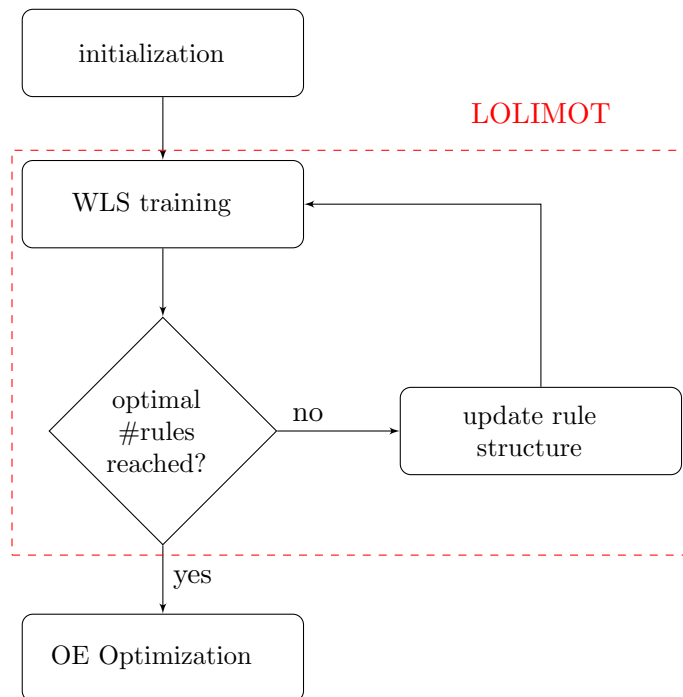 initialization
LOLIMOT
WLS training
optimal
#rules
reached?
no
update rule
structure
yes
OE Optimization